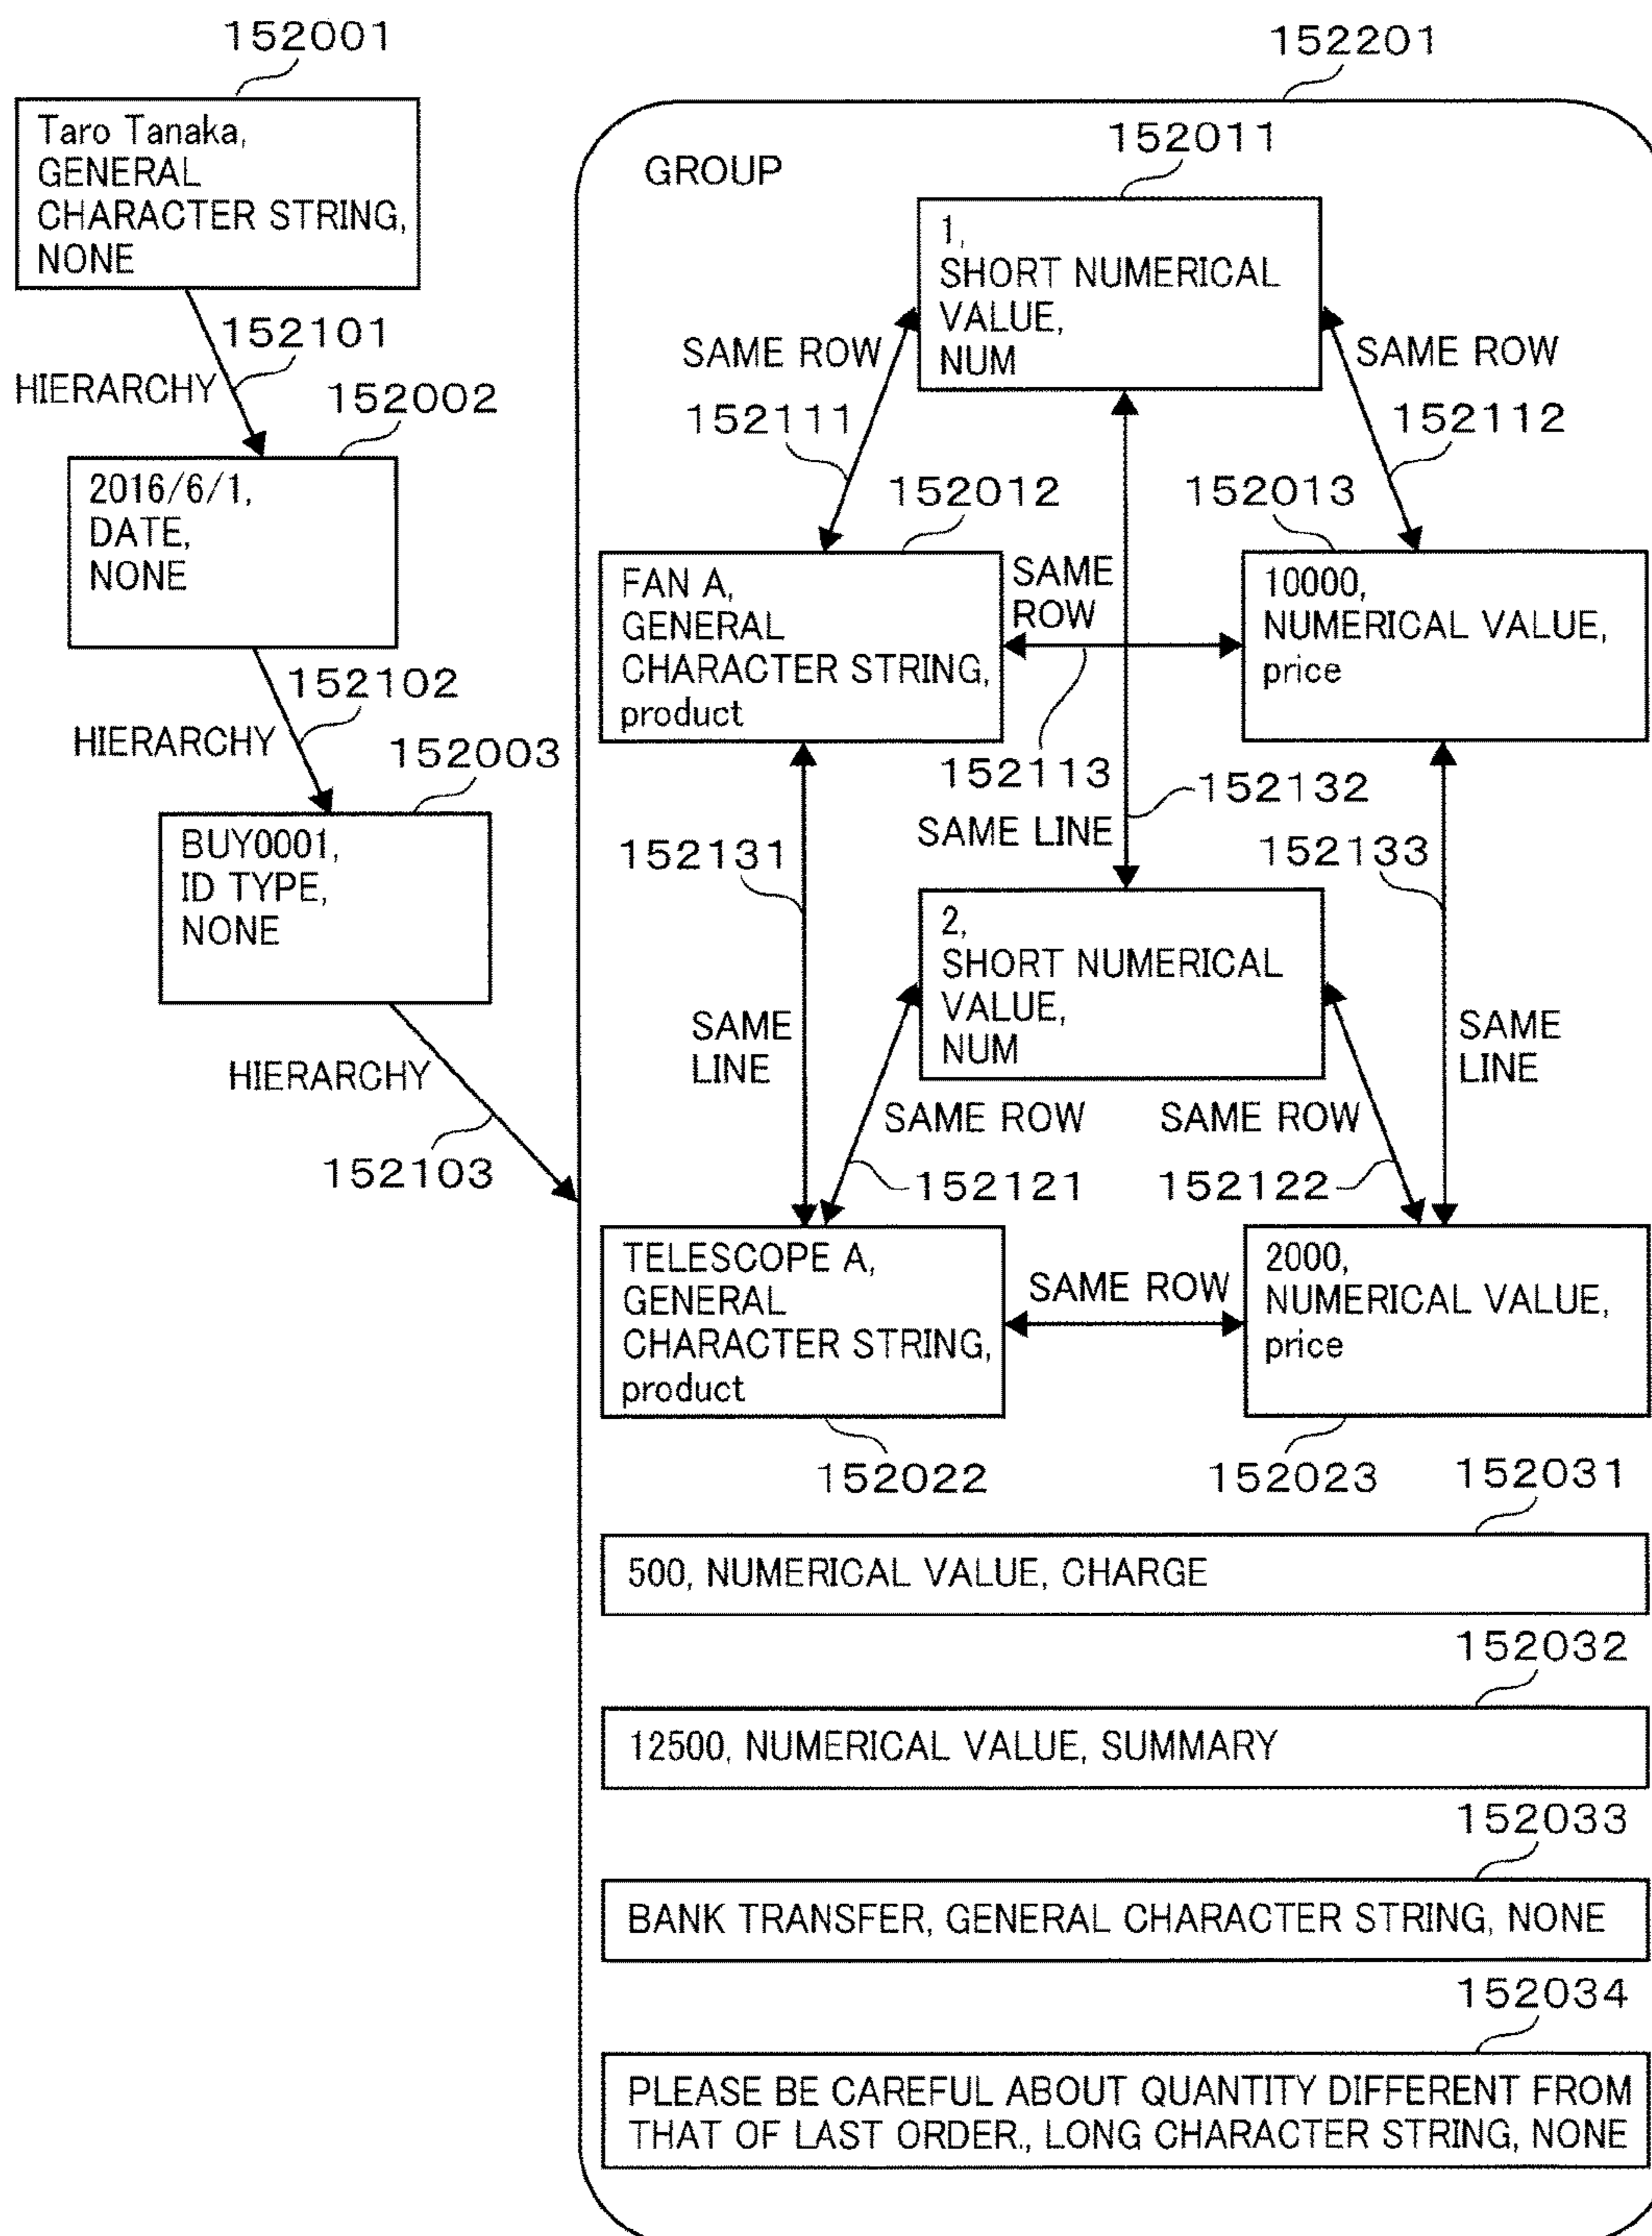 152001
Taro Tanaka,
GENERAL
CHARACTER STRING,
NONE
152101
HIERARCHY
152002
2016/6/1,
DATE,
NONE
152102
HIERARCHY
152003
BUY0001,
ID TYPE,
NONE
HIERARCHY
152103
152201
GROUP
152011
1,
SHORT NUMERICAL
VALUE,
NUM
SAME ROW
152111
SAME ROW
152112
152012
FAN A,
GENERAL
CHARACTER STRING,
product
SAME
ROW
152113
152013
10000,
NUMERICAL VALUE,
price
152131
SAME
LINE
152132
SAME LINE
152133
SAME
LINE
2,
SHORT NUMERICAL
VALUE,
NUM
SAME ROW
152121
SAME ROW
152122
TELESCOPE A,
GENERAL
CHARACTER STRING,
product
152022
SAME ROW
2000,
NUMERICAL VALUE,
price
152023
152031
500, NUMERICAL VALUE, CHARGE
152032
12500, NUMERICAL VALUE, SUMMARY
152033
BANK TRANSFER, GENERAL CHARACTER STRING, NONE
152034
PLEASE BE CAREFUL ABOUT QUANTITY DIFFERENT FROM
THAT OF LAST ORDER., LONG CHARACTER STRING, NONE